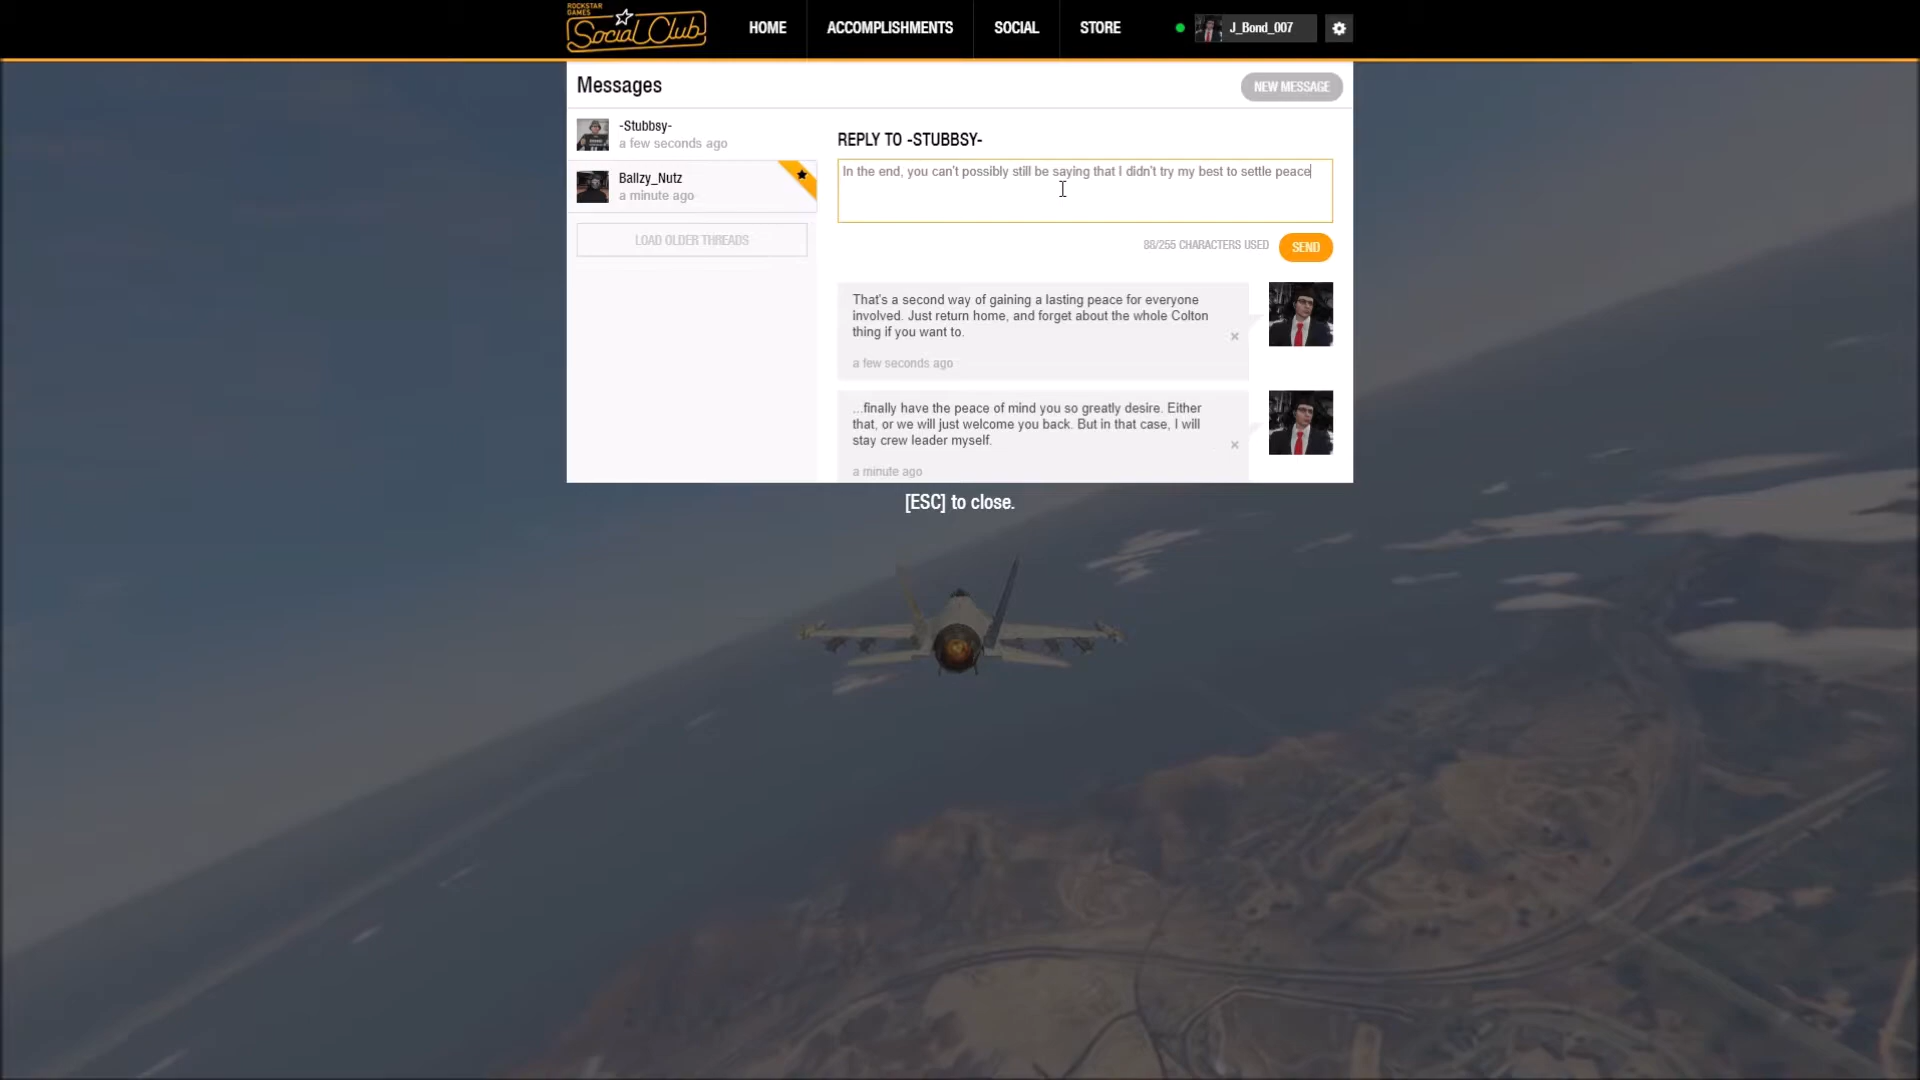 ROCKSTAR
GAMES
Social Club
HOME
ACCOMPLISHMENTS
SOCIAL
STORE
J_Bond_007
Messages
NEW MESSAGE
-Stubbsy-
a few seconds ago
Ballzy_Nutz
a minute ago
LOAD OLDER THREADS
REPLY TO -STUBBSY-
In the end, you can't possibly still be saying that I didn't try my best to settle peace
88/255 CHARACTERS USED
SEND
That's a second way of gaining a lasting peace for everyone
involved. Just return home, and forget about the whole Colton
thing if you want to.
a few seconds ago
...finally have the peace of mind you so greatly desire. Either
that, or we will just welcome you back. But in that case, I will
stay crew leader myself.
a minute ago
[ESC] to close.